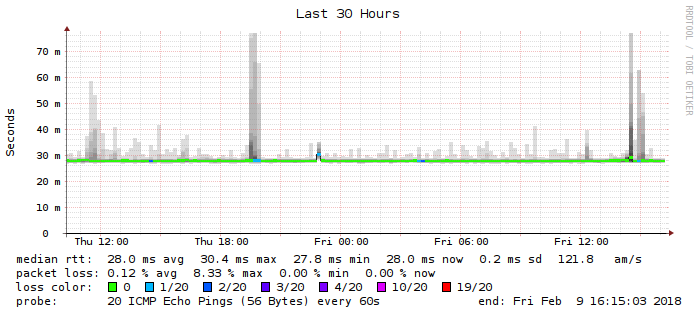 Last 30 Hours
RRDTOOL / TOBI OETIKER
Seconds
70 m
60 m
50 m
40 m
30 m
20 m
10 m
0
Thu 12:00 Thu 18:00 Fri 00:00 Fri 06:00 Fri 12:00
median rtt: 28.0 ms avg 30.4 ms max 27.8 ms min 28.0 ms now 0.2 ms sd 121.8 am/s
packet loss: 0.12 % avg 8.33 % max 0.00 % min 0.00 % now
loss color: 0 1/20 2/20 3/20 4/20 10/20 19/20
probe: 20 ICMP Echo Pings (56 Bytes) every 60s end: Fri Feb 9 16:15:03 2018